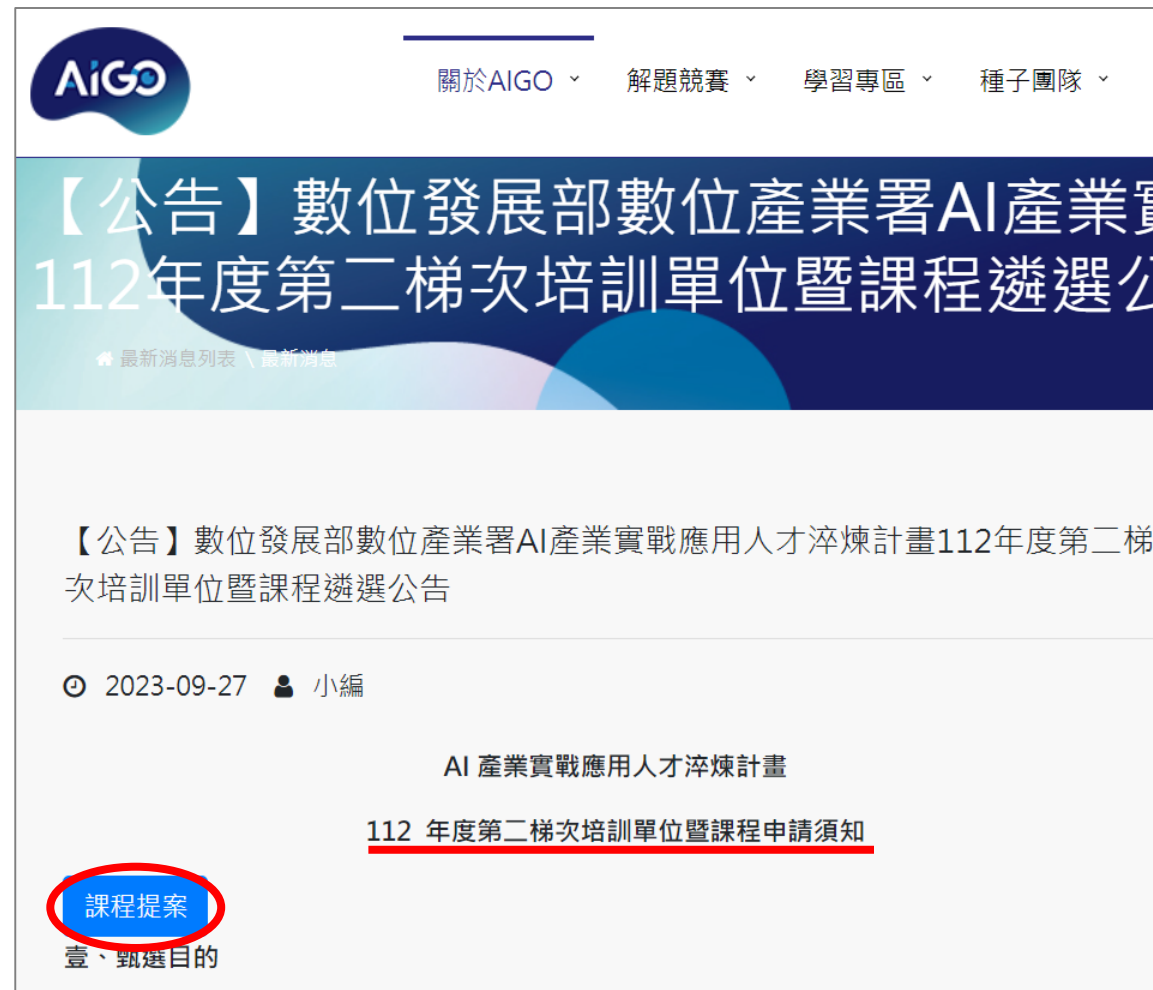 AiGO
關於AIGO
解題競賽
學習專區
種子團隊
【公告】數位發展部數位產業署AI產業實
112年度第二梯次培訓單位暨課程遴選公
最新消息列表 \ 最新消息
【公告】數位發展部數位產業署AI產業實戰應用人才淬煉計畫112年度第二梯
次培訓單位暨課程遴選公告
2023-09-27 小編
AI 產業實戰應用人才淬煉計畫
112 年度第二梯次培訓單位暨課程申請須知
課程提案
壹、甄選目的